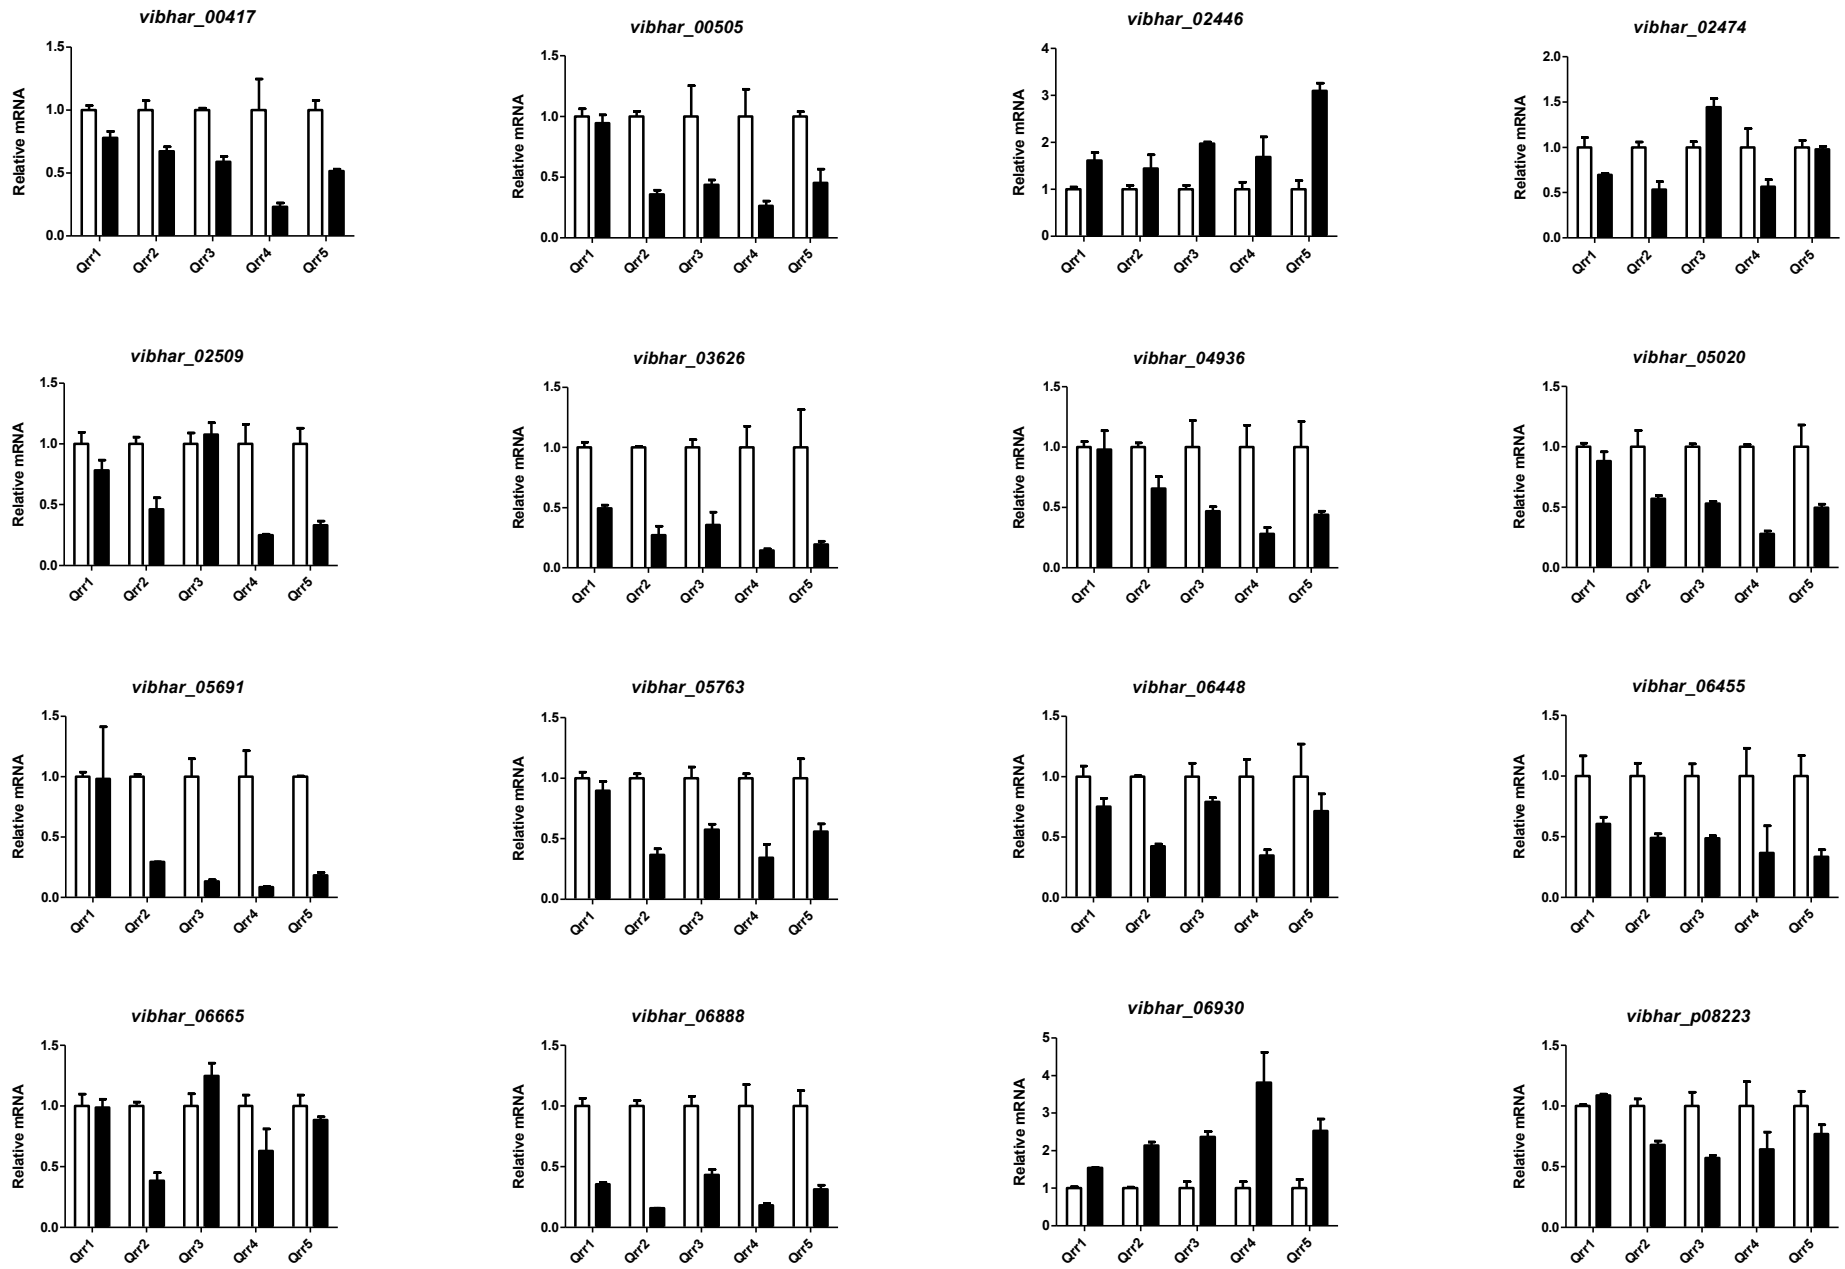 vibhar_00417
Relative mRNA
1.5
1.0
0.5
0.0
Qrr1 Qrr2 Qrr3 Qrr4 Qrr5
vibhar_00505
Relative mRNA
1.5
1.0
0.5
0.0
Qrr1 Qrr2 Qrr3 Qrr4 Qrr5
vibhar_02446
Relative mRNA
4
3
2
1
0
Qrr1 Qrr2 Qrr3 Qrr4 Qrr5
vibhar_02474
Relative mRNA
2.0
1.5
1.0
0.5
0.0
Qrr1 Qrr2 Qrr3 Qrr4 Qrr5
vibhar_02509
Relative mRNA
1.5
1.0
0.5
0.0
Qrr1 Qrr2 Qrr3 Qrr4 Qrr5
vibhar_03626
Relative mRNA
1.5
1.0
0.5
0.0
Qrr1 Qrr2 Qrr3 Qrr4 Qrr5
vibhar_04936
Relative mRNA
1.5
1.0
0.5
0.0
Qrr1 Qrr2 Qrr3 Qrr4 Qrr5
vibhar_05020
Relative mRNA
1.5
1.0
0.5
0.0
Qrr1 Qrr2 Qrr3 Qrr4 Qrr5
vibhar_05691
Relative mRNA
1.5
1.0
0.5
0.0
Qrr1 Qrr2 Qrr3 Qrr4 Qrr5
vibhar_05763
Relative mRNA
1.5
1.0
0.5
0.0
Qrr1 Qrr2 Qrr3 Qrr4 Qrr5
vibhar_06448
Relative mRNA
1.5
1.0
0.5
0.0
Qrr1 Qrr2 Qrr3 Qrr4 Qrr5
vibhar_06455
Relative mRNA
1.5
1.0
0.5
0.0
Qrr1 Qrr2 Qrr3 Qrr4 Qrr5
vibhar_06665
Relative mRNA
1.5
1.0
0.5
0.0
Qrr1 Qrr2 Qrr3 Qrr4 Qrr5
vibhar_06888
Relative mRNA
1.5
1.0
0.5
0.0
Qrr1 Qrr2 Qrr3 Qrr4 Qrr5
vibhar_06930
Relative mRNA
5
4
3
2
1
0
Qrr1 Qrr2 Qrr3 Qrr4 Qrr5
vibhar_p08223
Relative mRNA
1.5
1.0
0.5
0.0
Qrr1 Qrr2 Qrr3 Qrr4 Qrr5